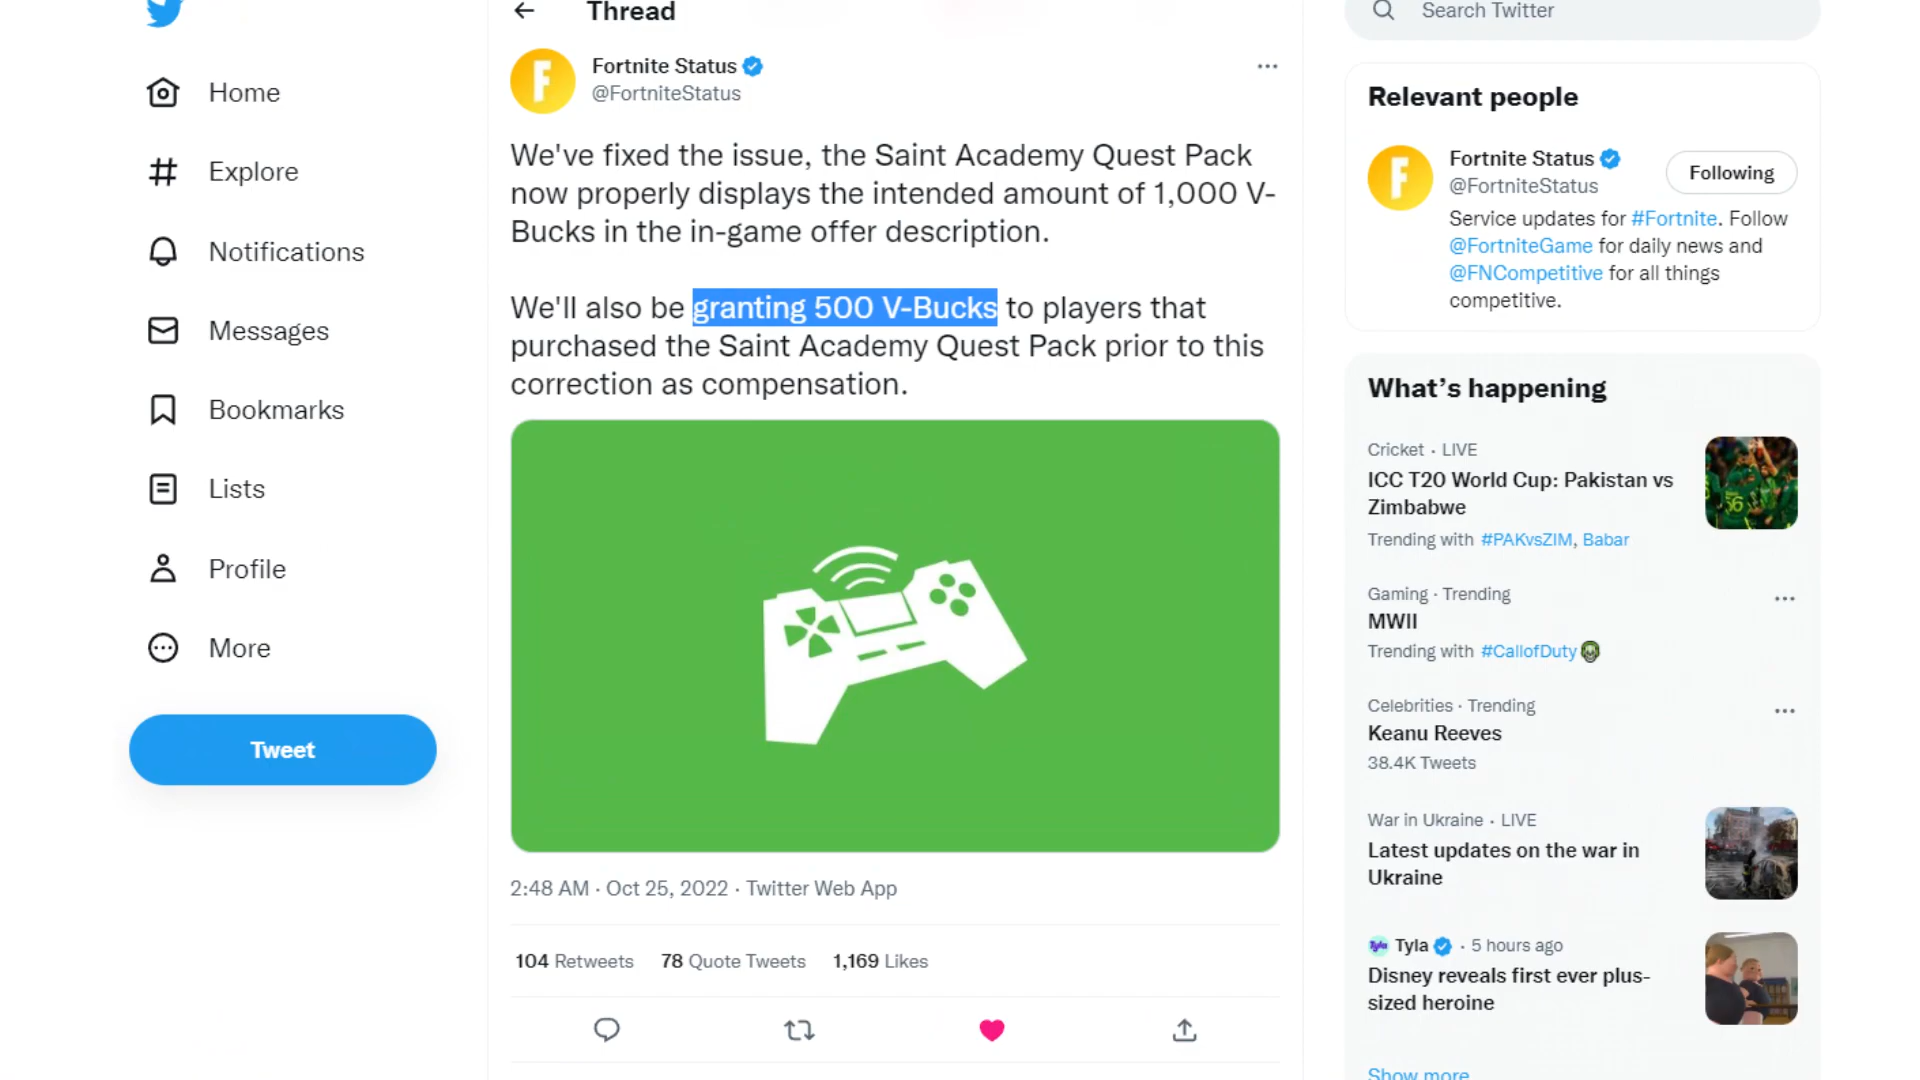 Thread
Search Twitter
Home
Explore
Notifications
Messages
Bookmarks
Lists
Profile
More
Tweet
Fortnite Status
@FortniteStatus
We've fixed the issue, the Saint Academy Quest Pack
now properly displays the intended amount of 1,000 V-
Bucks in the in-game offer description.
We'll also be granting 500 V-Bucks to players that
purchased the Saint Academy Quest Pack prior to this
correction as compensation.
2:48 AM · Oct 25, 2022 · Twitter Web App
104 Retweets 78 Quote Tweets 1,169 Likes
Relevant people
Fortnite Status
@FortniteStatus
Following
Service updates for #Fortnite. Follow
@FortniteGame for daily news and
@FNCompetitive for all things
competitive.
What's happening
Cricket · LIVE
ICC T20 World Cup: Pakistan vs
Zimbabwe
Trending with #PAKvsZIM, Babar
Gaming · Trending
MWII
Trending with #CallofDuty
Celebrities · Trending
Keanu Reeves
38.4K Tweets
War in Ukraine · LIVE
Latest updates on the war in
Ukraine
Tyla · 5 hours ago
Disney reveals first ever plus-
sized heroine
Show more